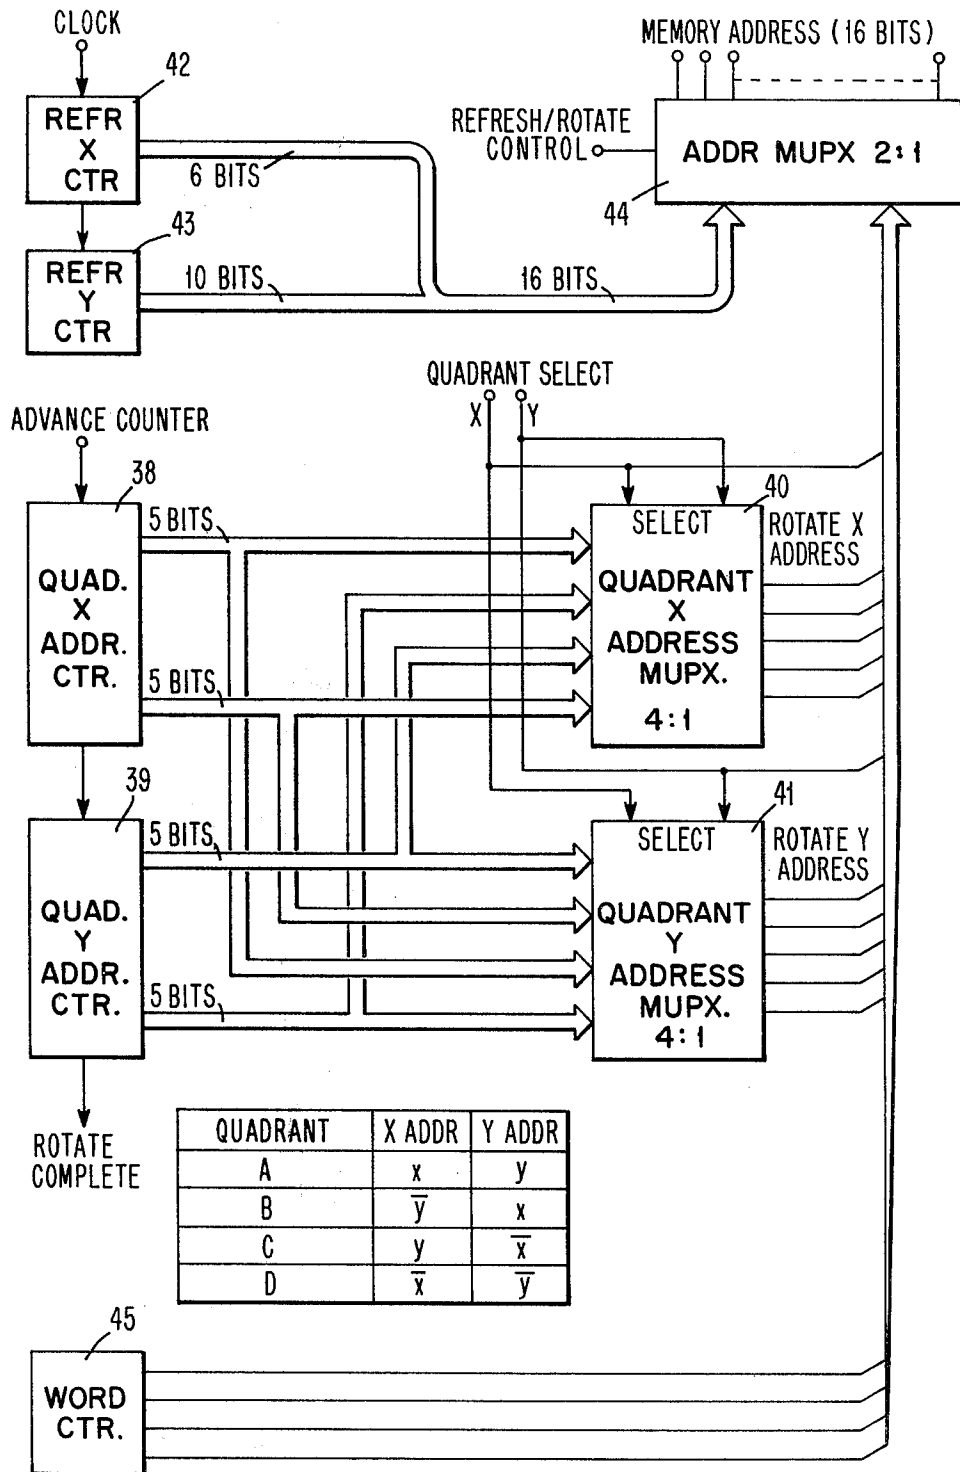 CLOCK
42
REFR
X
CTR
6 BITS
43
REFR
Y
CTR
10 BITS
16 BITS
MEMORY ADDRESS (16 BITS)
REFRESH/ROTATE
CONTROL
ADDR MUPX 2:1
44
QUADRANT SELECT
X Y
ADVANCE COUNTER
38
QUAD.
X
ADDR.
CTR.
5 BITS
5 BITS
40
SELECT
QUADRANT
X
ADDRESS
MUPX.
4:1
ROTATE X
ADDRESS
39
QUAD.
Y
ADDR.
CTR.
5 BITS
5 BITS
41
SELECT
QUADRANT
Y
ADDRESS
MUPX.
4:1
ROTATE Y
ADDRESS
ROTATE
COMPLETE
QUADRANT X ADDR Y ADDR
A x y
B y̅ x
C y x̅
D x̅ y̅
45
WORD
CTR.